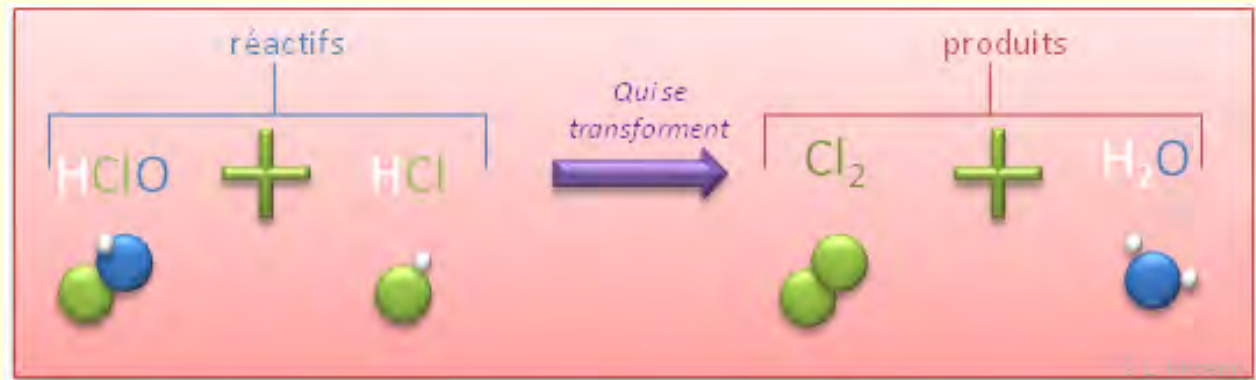 réactifs
produits
Qui se
transforment
HClO + HCl
Cl₂ + H₂O